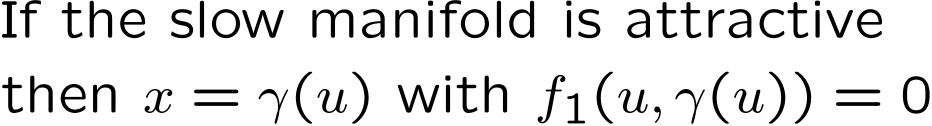 If the slow manifold is attractive
then x = γ(u) with f₁(u, γ(u)) = 0